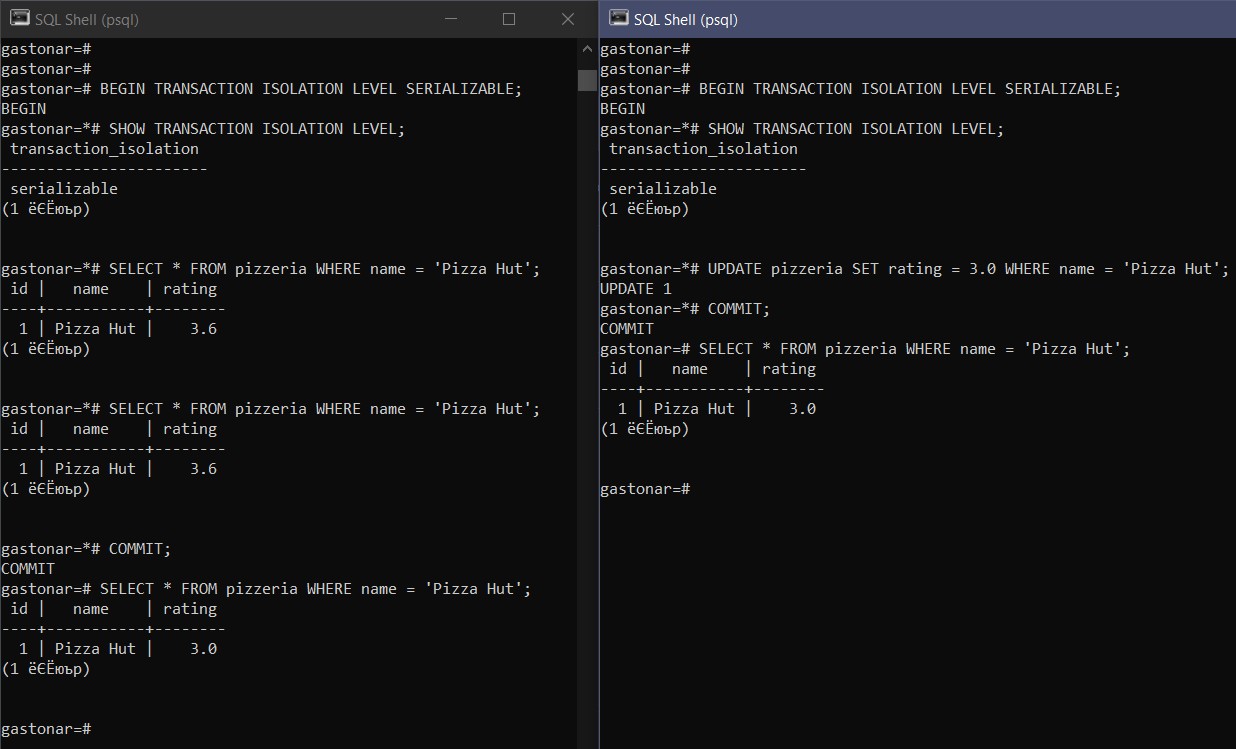 SQL Shell (psql)
gastonar=#
gastonar=#
gastonar=# BEGIN TRANSACTION ISOLATION LEVEL SERIALIZABLE;
BEGIN
gastonar=*# SHOW TRANSACTION ISOLATION LEVEL;
 transaction_isolation
-----------------------
 serializable
(1 ёЄЁюър)
gastonar=*# SELECT * FROM pizzeria WHERE name = 'Pizza Hut';
 id |   name    | rating
----+-----------+--------
  1 | Pizza Hut |    3.6
(1 ёЄЁюър)
gastonar=*# SELECT * FROM pizzeria WHERE name = 'Pizza Hut';
 id |   name    | rating
----+-----------+--------
  1 | Pizza Hut |    3.6
(1 ёЄЁюър)
gastonar=*# COMMIT;
COMMIT
gastonar=# SELECT * FROM pizzeria WHERE name = 'Pizza Hut';
 id |   name    | rating
----+-----------+--------
  1 | Pizza Hut |    3.0
(1 ёЄЁюър)
gastonar=#
SQL Shell (psql)
gastonar=#
gastonar=#
gastonar=# BEGIN TRANSACTION ISOLATION LEVEL SERIALIZABLE;
BEGIN
gastonar=*# SHOW TRANSACTION ISOLATION LEVEL;
 transaction_isolation
-----------------------
 serializable
(1 ёЄЁюър)
gastonar=*# UPDATE pizzeria SET rating = 3.0 WHERE name = 'Pizza Hut';
UPDATE 1
gastonar=*# COMMIT;
COMMIT
gastonar=# SELECT * FROM pizzeria WHERE name = 'Pizza Hut';
 id |   name    | rating
----+-----------+--------
  1 | Pizza Hut |    3.0
(1 ёЄЁюър)
gastonar=#